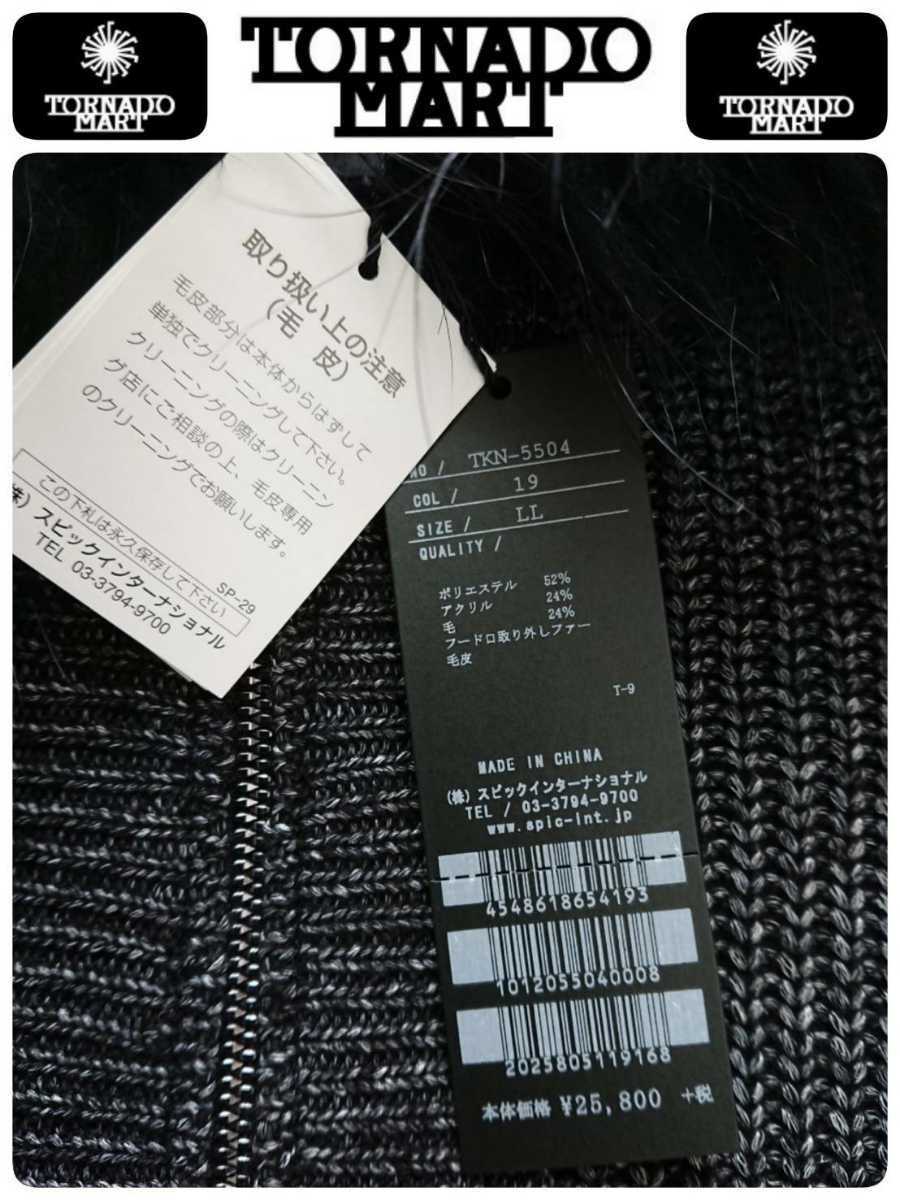 TORNADO
MART
TORNADO
MART
TORNADO
MART
取り扱い上の注意
(毛皮)
毛皮部分は本体からはずして
単独でクリーニングして下さい。
クリーニングの際はクリーニン
グ店にご相談の上、毛皮専用
のクリーニングでお願いします。
この下札は永久保存して下さい
SP-29
株) スピックインターナショナル
TEL 03-3794-9700
NO / TKN-5504
COL / 19
SIZE / LL
QUALITY /
ポリエステル 52%
アクリル 24%
毛 24%
フード口取り外しファー
毛皮
T-9
MADE IN CHINA
(株) スピックインターナショナル
TEL / 03-3794-9700
www.spic-int.jp
4548618654193
1012055040008
2025805119168
本体価格 ¥25,800 +税